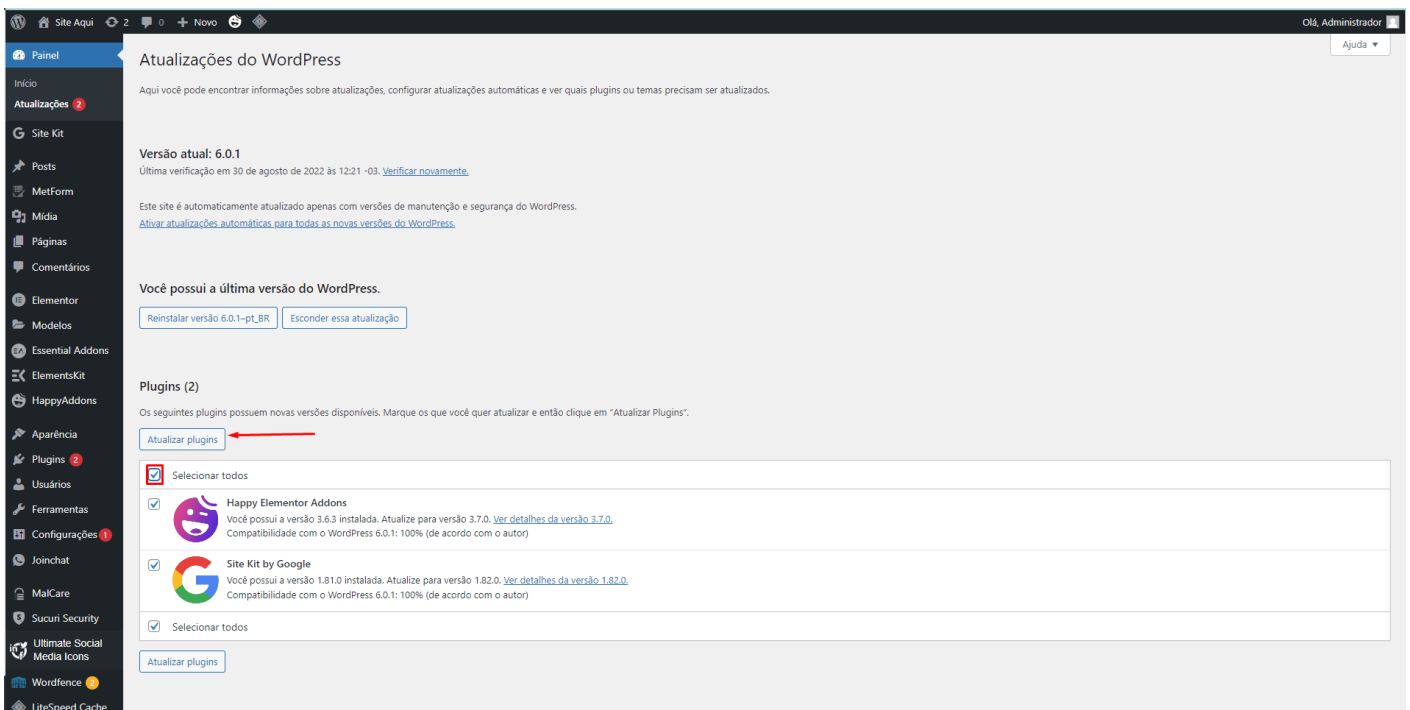 Site Aqui 2 0 + Novo
Olá, Administrador
Ajuda ▼
Painel
Início
Atualizações 2
Site Kit
Posts
MetForm
Mídia
Páginas
Comentários
Elementor
Modelos
Essential Addons
ElementsKit
HappyAddons
Aparência
Plugins 2
Usuários
Ferramentas
Configurações 1
Joinchat
MalCare
Sucuri Security
Ultimate Social
Media Icons
Wordfence 2
LiteSpeed Cache
Atualizações do WordPress
Aqui você pode encontrar informações sobre atualizações, configurar atualizações automáticas e ver quais plugins ou temas precisam ser atualizados.
Versão atual: 6.0.1
Última verificação em 30 de agosto de 2022 às 12:21 -03. Verificar novamente.
Este site é automaticamente atualizado apenas com versões de manutenção e segurança do WordPress.
Ativar atualizações automáticas para todas as novas versões do WordPress.
Você possui a última versão do WordPress.
Reinstalar versão 6.0.1–pt_BR Esconder essa atualização
Plugins (2)
Os seguintes plugins possuem novas versões disponíveis. Marque os que você quer atualizar e então clique em "Atualizar Plugins".
Atualizar plugins
Selecionar todos
Happy Elementor Addons
Você possui a versão 3.6.3 instalada. Atualize para versão 3.7.0. Ver detalhes da versão 3.7.0.
Compatibilidade com o WordPress 6.0.1: 100% (de acordo com o autor)
Site Kit by Google
Você possui a versão 1.81.0 instalada. Atualize para versão 1.82.0. Ver detalhes da versão 1.82.0.
Compatibilidade com o WordPress 6.0.1: 100% (de acordo com o autor)
Selecionar todos
Atualizar plugins